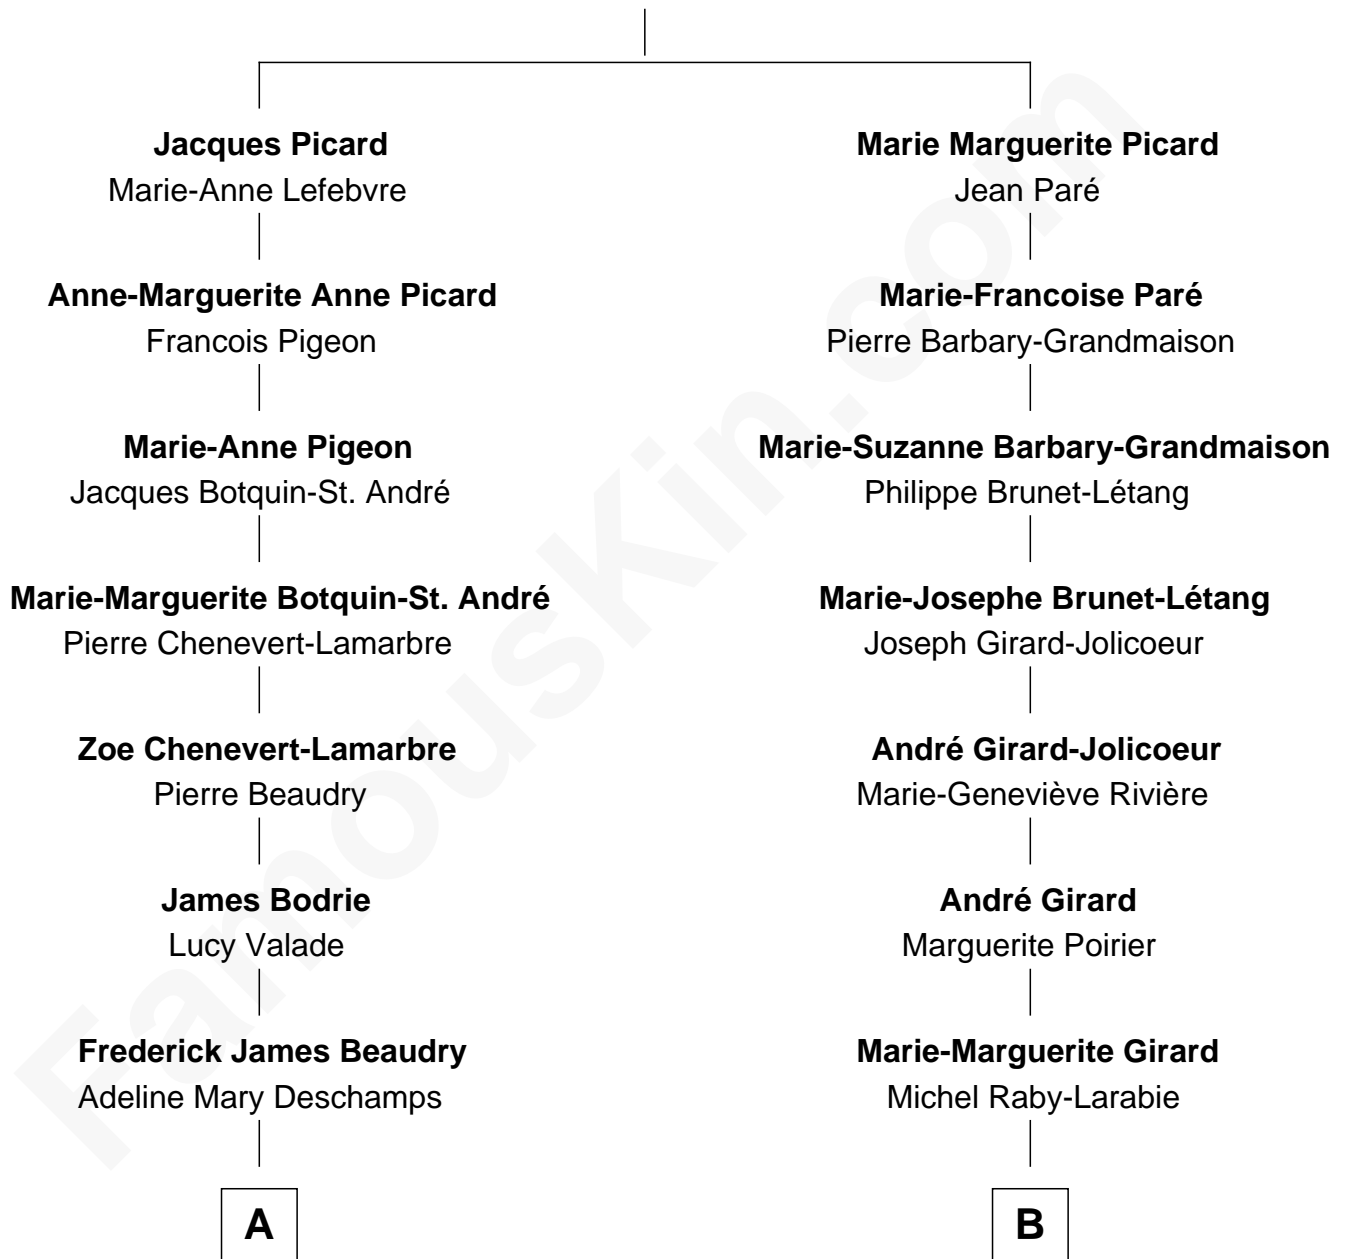 Jacques Picard
Marie-Anne Lefebvre
Anne-Marguerite Anne Picard
Francois Pigeon
Marie-Anne Pigeon
Jacques Botquin-St. André
Marie-Marguerite Botquin-St. André
Pierre Chenevert-Lamarbre
Zoe Chenevert-Lamarbre
Pierre Beaudry
James Bodrie
Lucy Valade
Frederick James Beaudry
Adeline Mary Deschamps
A
Marie Marguerite Picard
Jean Paré
Marie-Francoise Paré
Pierre Barbary-Grandmaison
Marie-Suzanne Barbary-Grandmaison
Philippe Brunet-Létang
Marie-Josephe Brunet-Létang
Joseph Girard-Jolicoeur
André Girard-Jolicoeur
Marie-Geneviève Rivière
André Girard
Marguerite Poirier
Marie-Marguerite Girard
Michel Raby-Larabie
B
FamousKin.com